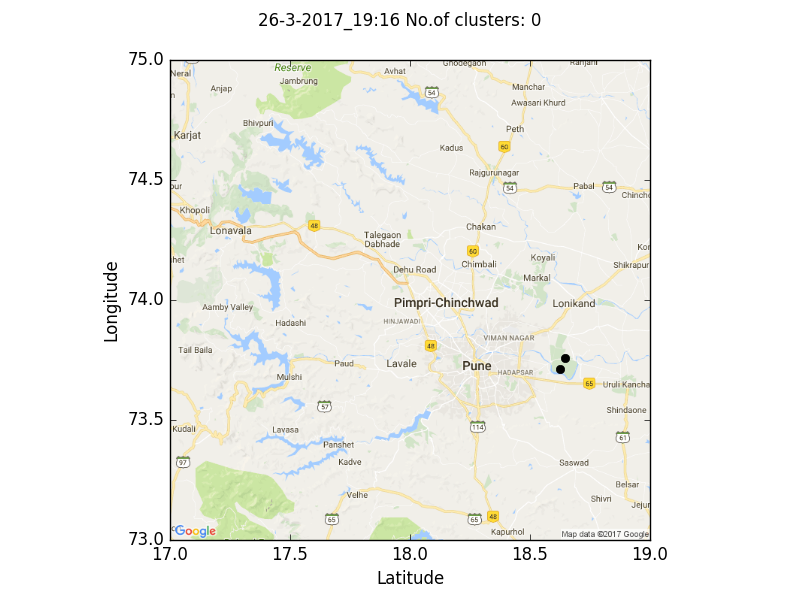 26-3-2017_19:16 No.of clusters: 0
75.0
74.5
74.0
73.5
73.0
Longitude
17.0
17.5
18.0
18.5
19.0
Latitude
Reserve
Jambrung
Neral
Anjap
Avhat
Ghodegaon
Ranjani
54
Manchar
Awasari Khurd
Bhivpuri
Karjat
Peth
60
Kadus
Rajgurunagar
54
Pabal
54
Khopoli
Lonavala
48
Chakan
Talegaon
Dabhade
60
Chimbali
Koyali
Dehu Road
Markal
Shikrapur
Aamby Valley
Pimpri-Chinchwad
Lonikand
Hadashi
HINJAWADI
VIMAN NAGAR
Tail Baila
48
Paud
Lavale
Pune
HADAPSAR
Mulshi
65
Uruli Kancha
57
Shindaone
Kudali
Lavasa
114
61
Panshet
97
Kadve
Saswad
Belsar
Velhe
Shivri
Jejur
65
65
48
Kapurhol
Google
Map data ©2017 Google